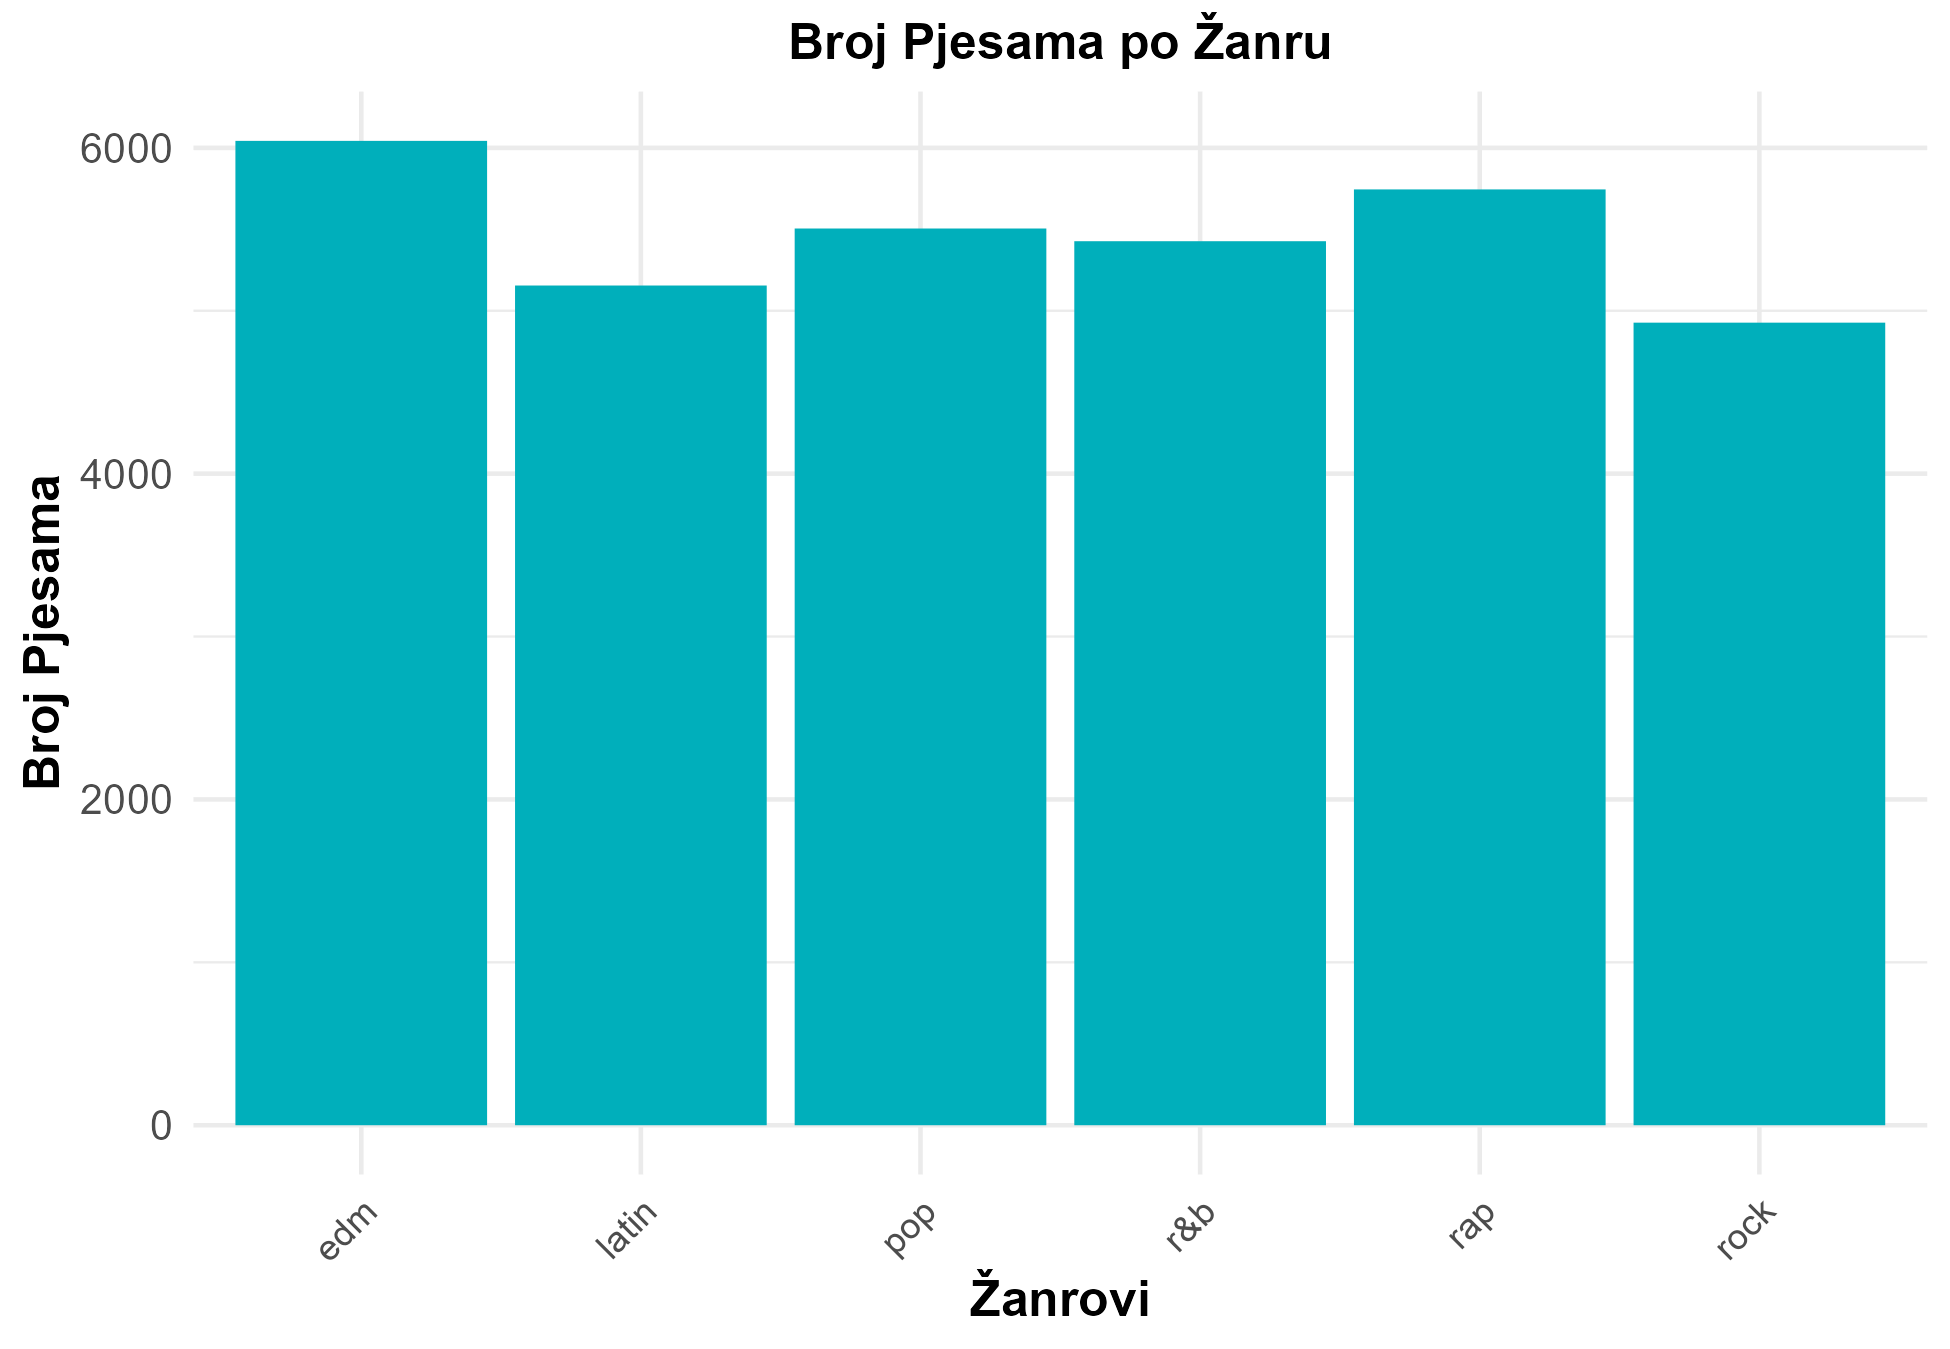 Broj Pjesama po Žanru
Broj Pjesama
6000
4000
2000
0
edm
latin
pop
r&b
rap
rock
Žanrovi